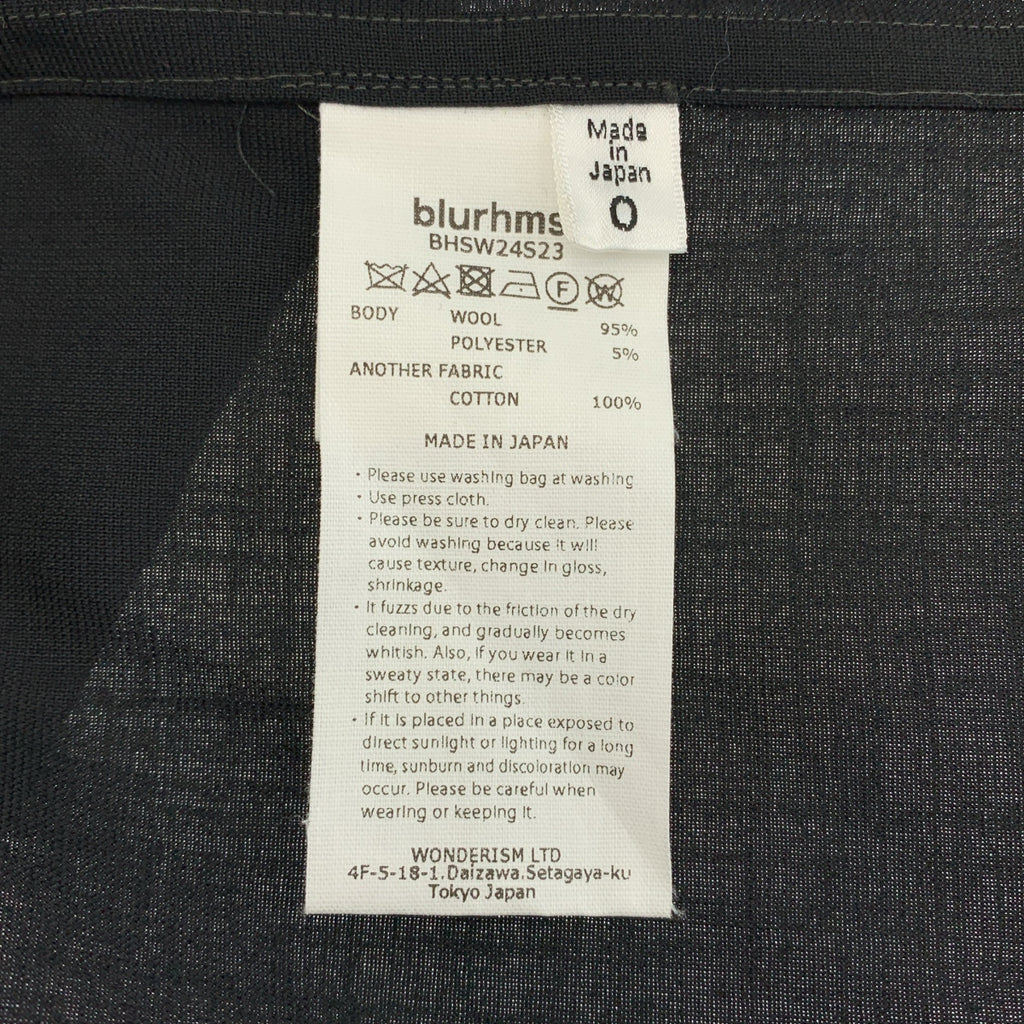 Made
in
Japan
0
blurhms
BHSW24S23
F
W
BODY WOOL 95%
POLYESTER 5%
ANOTHER FABRIC
COTTON 100%
MADE IN JAPAN
・Please use washing bag at washing
・Use press cloth.
・Please be sure to dry clean. Please
avoid washing because it will
cause texture, change in gloss,
shrinkage.
・It fuzzs due to the friction of the dry
cleaning, and gradually becomes
whitish. Also, if you wear it in a
sweaty state, there may be a color
shift to other things.
・If it is placed in a place exposed to
direct sunlight or lighting for a long
time, sunburn and discoloration may
occur. Please be careful when
wearing or keeping it.
WONDERISM LTD
4F-5-18-1.Daizawa.Setagaya-ku
Tokyo Japan